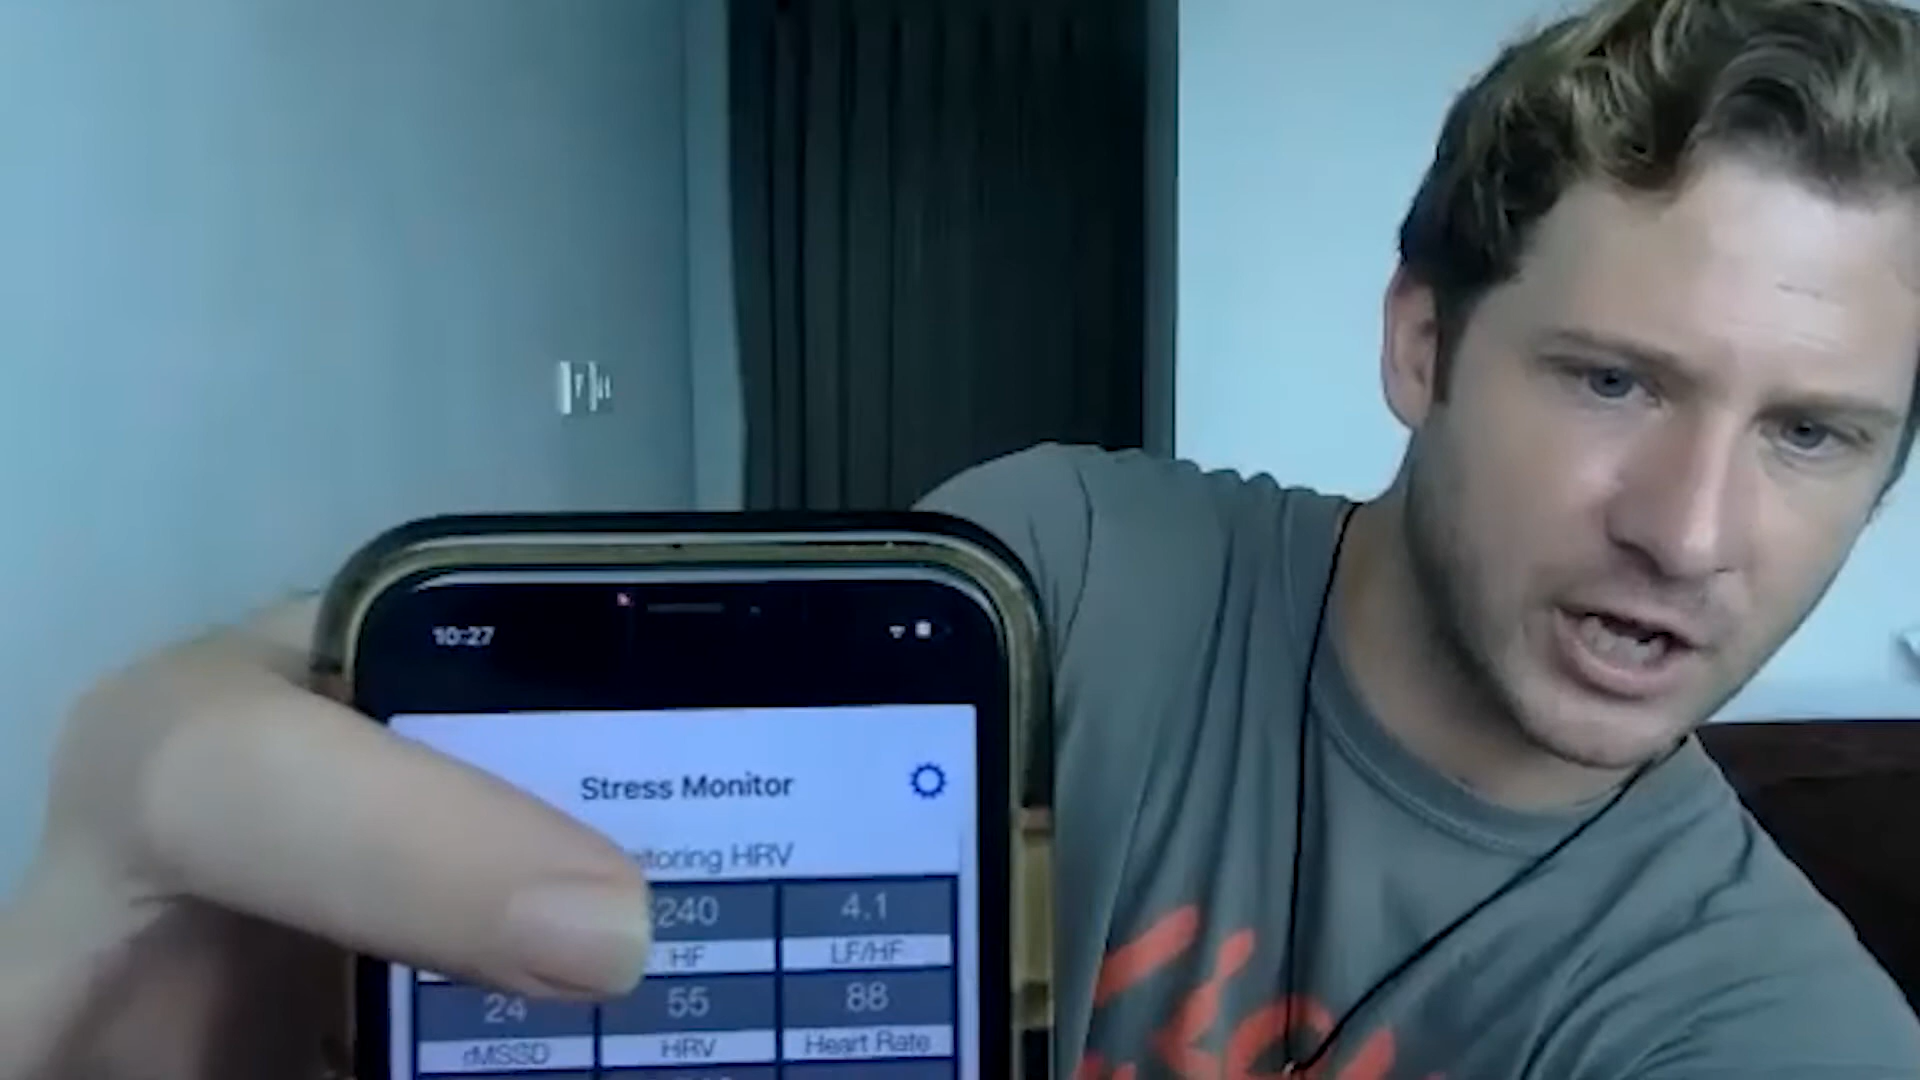 10:27
Stress Monitor
itoring HRV
240 4.1
HF LF/HF
24 55 88
rMSSD HRV Heart Rate